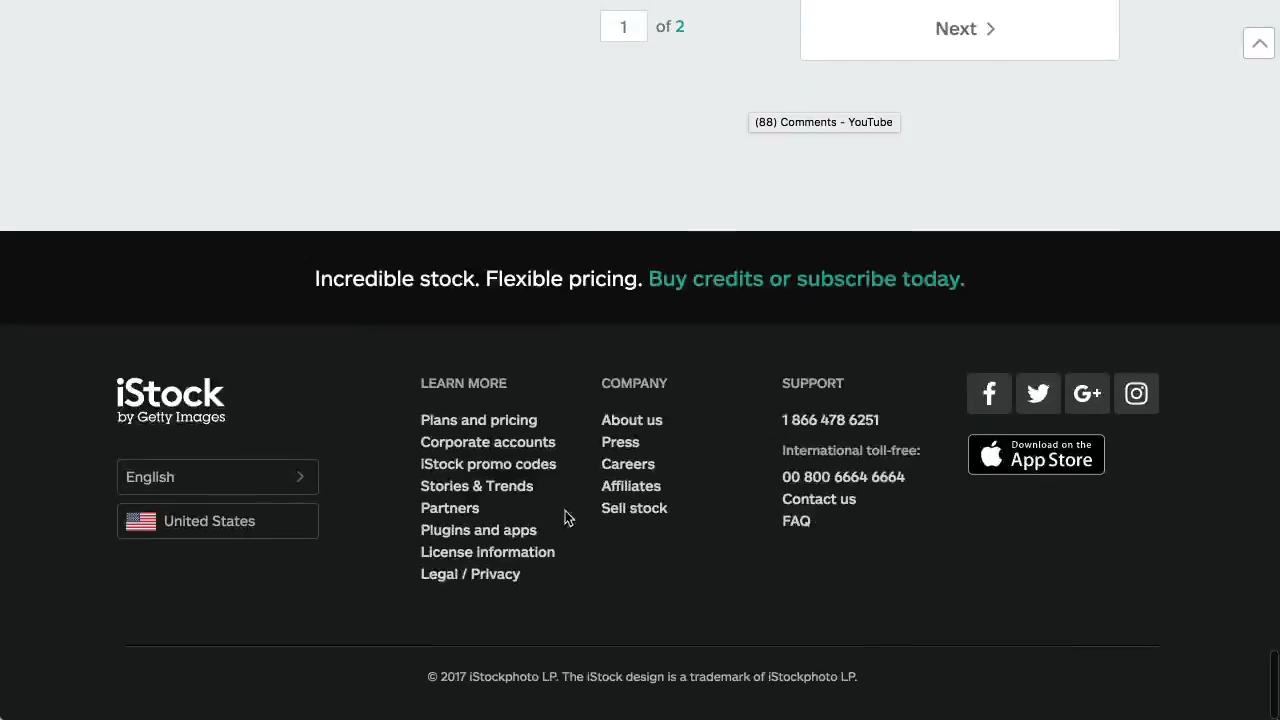 1 of 2
Next
(88) Comments - YouTube
Incredible stock. Flexible pricing. Buy credits or subscribe today.
iStock
by Getty Images
English
United States
LEARN MORE
Plans and pricing
Corporate accounts
iStock promo codes
Stories & Trends
Partners
Plugins and apps
License information
Legal / Privacy
COMPANY
About us
Press
Careers
Affiliates
Sell stock
SUPPORT
1 866 478 6251
International toll-free:
00 800 6664 6664
Contact us
FAQ
f
G+
Download on the
App Store
© 2017 iStockphoto LP. The iStock design is a trademark of iStockphoto LP.